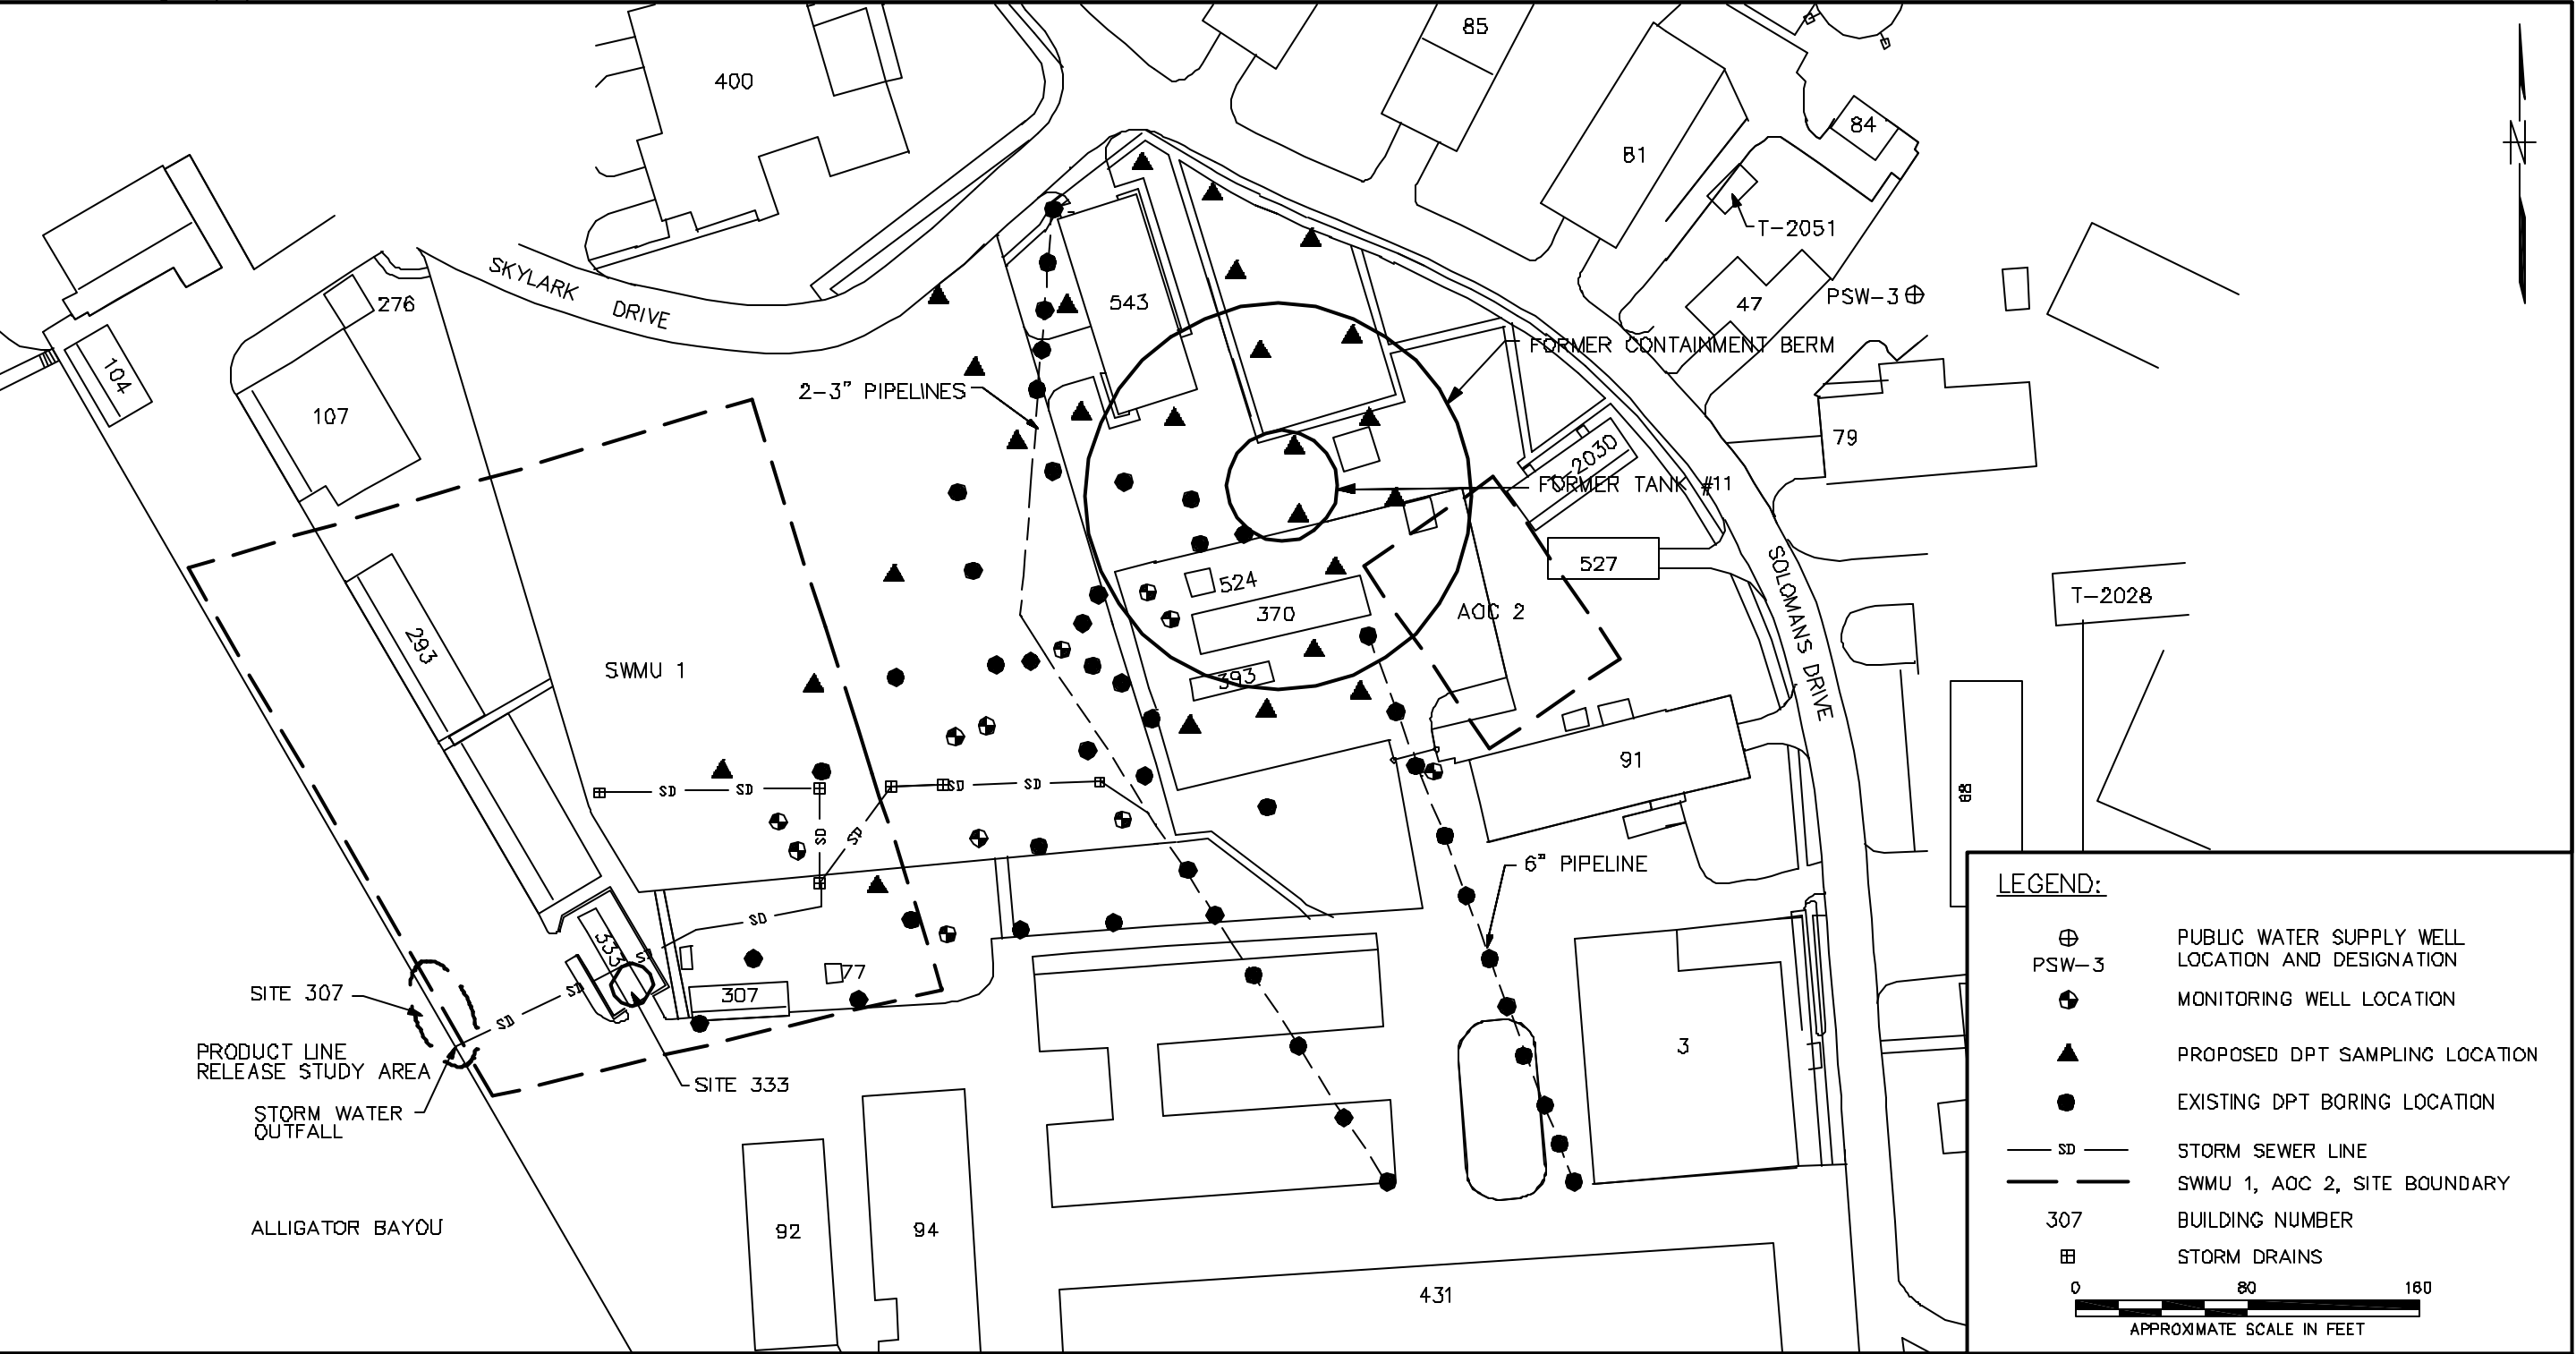 85
400
84
81
T-2051
SKYLARK DRIVE
276
543
47
PSW-3
FORMER CONTAINMENT BERM
104
2-3" PIPELINES
107
79
T-2030
FORMER TANK #11
SOLOMANS DRIVE
527
524
T-2028
370
AOC 2
293
SWMU 1
393
91
SD
SD
SD
SD
SD
SD
68
6" PIPELINE
SD
333
SD
77
SITE 307
307
SD
SD
3
PRODUCT LINE
RELEASE STUDY AREA
SITE 333
STORM WATER
OUTFALL
ALLIGATOR BAYOU
92
94
431
N
LEGEND:
PUBLIC WATER SUPPLY WELL
PSW-3
LOCATION AND DESIGNATION
MONITORING WELL LOCATION
PROPOSED DPT SAMPLING LOCATION
EXISTING DPT BORING LOCATION
SD STORM SEWER LINE
SWMU 1, AOC 2, SITE BOUNDARY
307 BUILDING NUMBER
STORM DRAINS
0 80 160
APPROXIMATE SCALE IN FEET